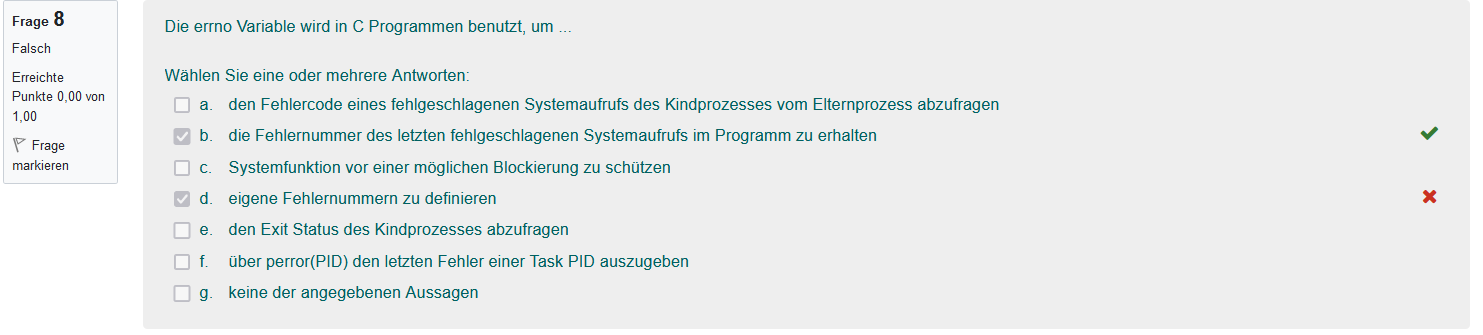 Frage 8
Falsch
Erreichte
Punkte 0,00 von
1,00
Frage
markieren
Die errno Variable wird in C Programmen benutzt, um ...
Wählen Sie eine oder mehrere Antworten:
a. den Fehlercode eines fehlgeschlagenen Systemaufrufs des Kindprozesses vom Elternprozess abzufragen
b. die Fehlernummer des letzten fehlgeschlagenen Systemaufrufs im Programm zu erhalten
c. Systemfunktion vor einer möglichen Blockierung zu schützen
d. eigene Fehlernummern zu definieren
e. den Exit Status des Kindprozesses abzufragen
f. über perror(PID) den letzten Fehler einer Task PID auszugeben
g. keine der angegebenen Aussagen